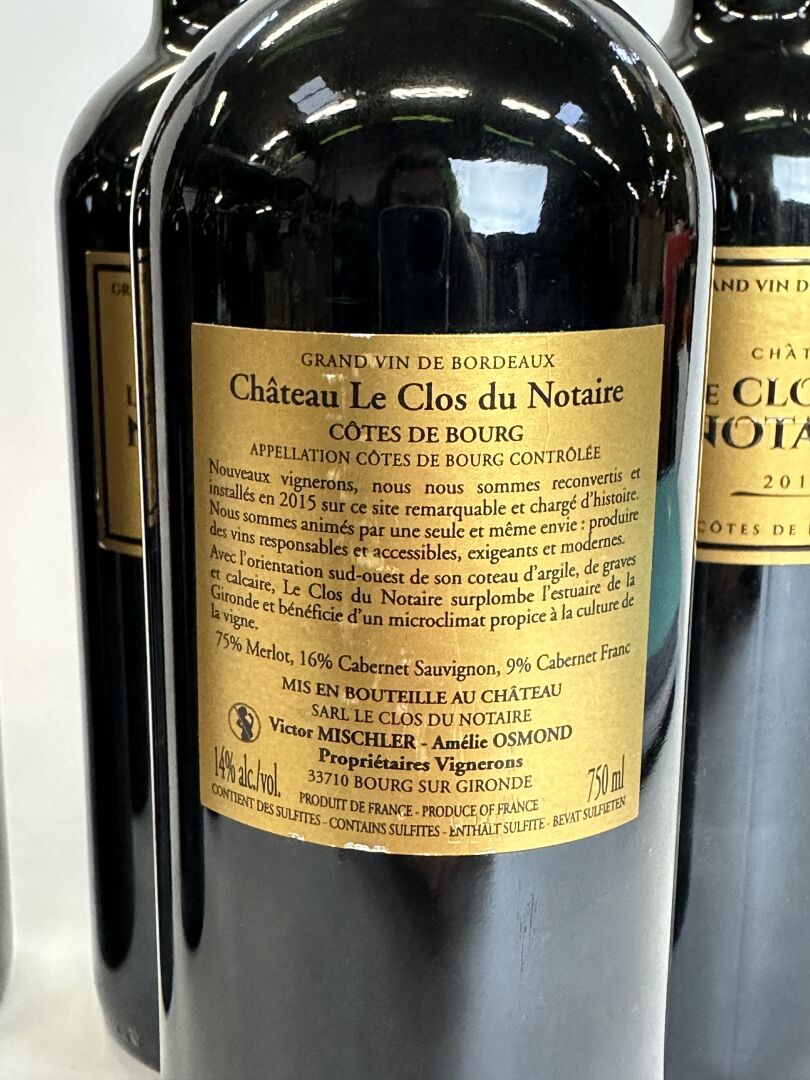 GRAND VIN DE BORDEAUX
Château Le Clos du Notaire
CÔTES DE BOURG
APPELLATION CÔTES DE BOURG CONTRÔLÉE
Nouveaux vignerons, nous nous sommes reconvertis et
installés en 2015 sur ce site remarquable et chargé d'histoire.
Nous sommes animés par une seule et même envie : produire
des vins responsables et accessibles, exigeants et modernes.
Avec l'orientation sud-ouest de son coteau d'argile, de graves
et calcaire, Le Clos du Notaire surplombe l'estuaire de la
Gironde et bénéficie d'un microclimat propice à la culture de
la vigne.
75% Merlot, 16% Cabernet Sauvignon, 9% Cabernet Franc
MIS EN BOUTEILLE AU CHÂTEAU
SARL LE CLOS DU NOTAIRE
Victor MISCHLER - Amélie OSMOND
Propriétaires Vignerons
33710 BOURG SUR GIRONDE
14% alc./vol.
750 ml
PRODUIT DE FRANCE - PRODUCE OF FRANCE
CONTIENT DES SULFITES - CONTAINS SULFITES - ENTHÄLT SULFITE - BEVAT SULFIETEN
GR
L
N
AND VIN D
CHÂT
E CLO
NOTA
201
CÔTES DE